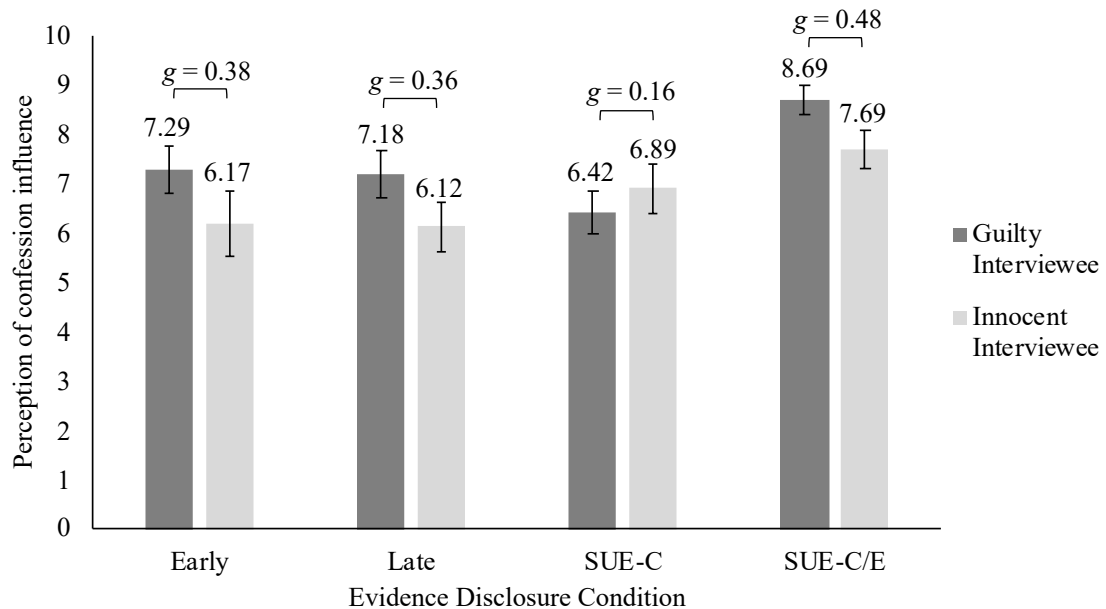 Perception of confession influence
10
9
8
7
6
5
4
3
2
1
0
g = 0.38
7.29
6.17
g = 0.36
7.18
6.12
g = 0.16
6.42
6.89
g = 0.48
8.69
7.69
Early
Late
SUE-C
SUE-C/E
Evidence Disclosure Condition
Guilty
Interviewee
Innocent
Interviewee